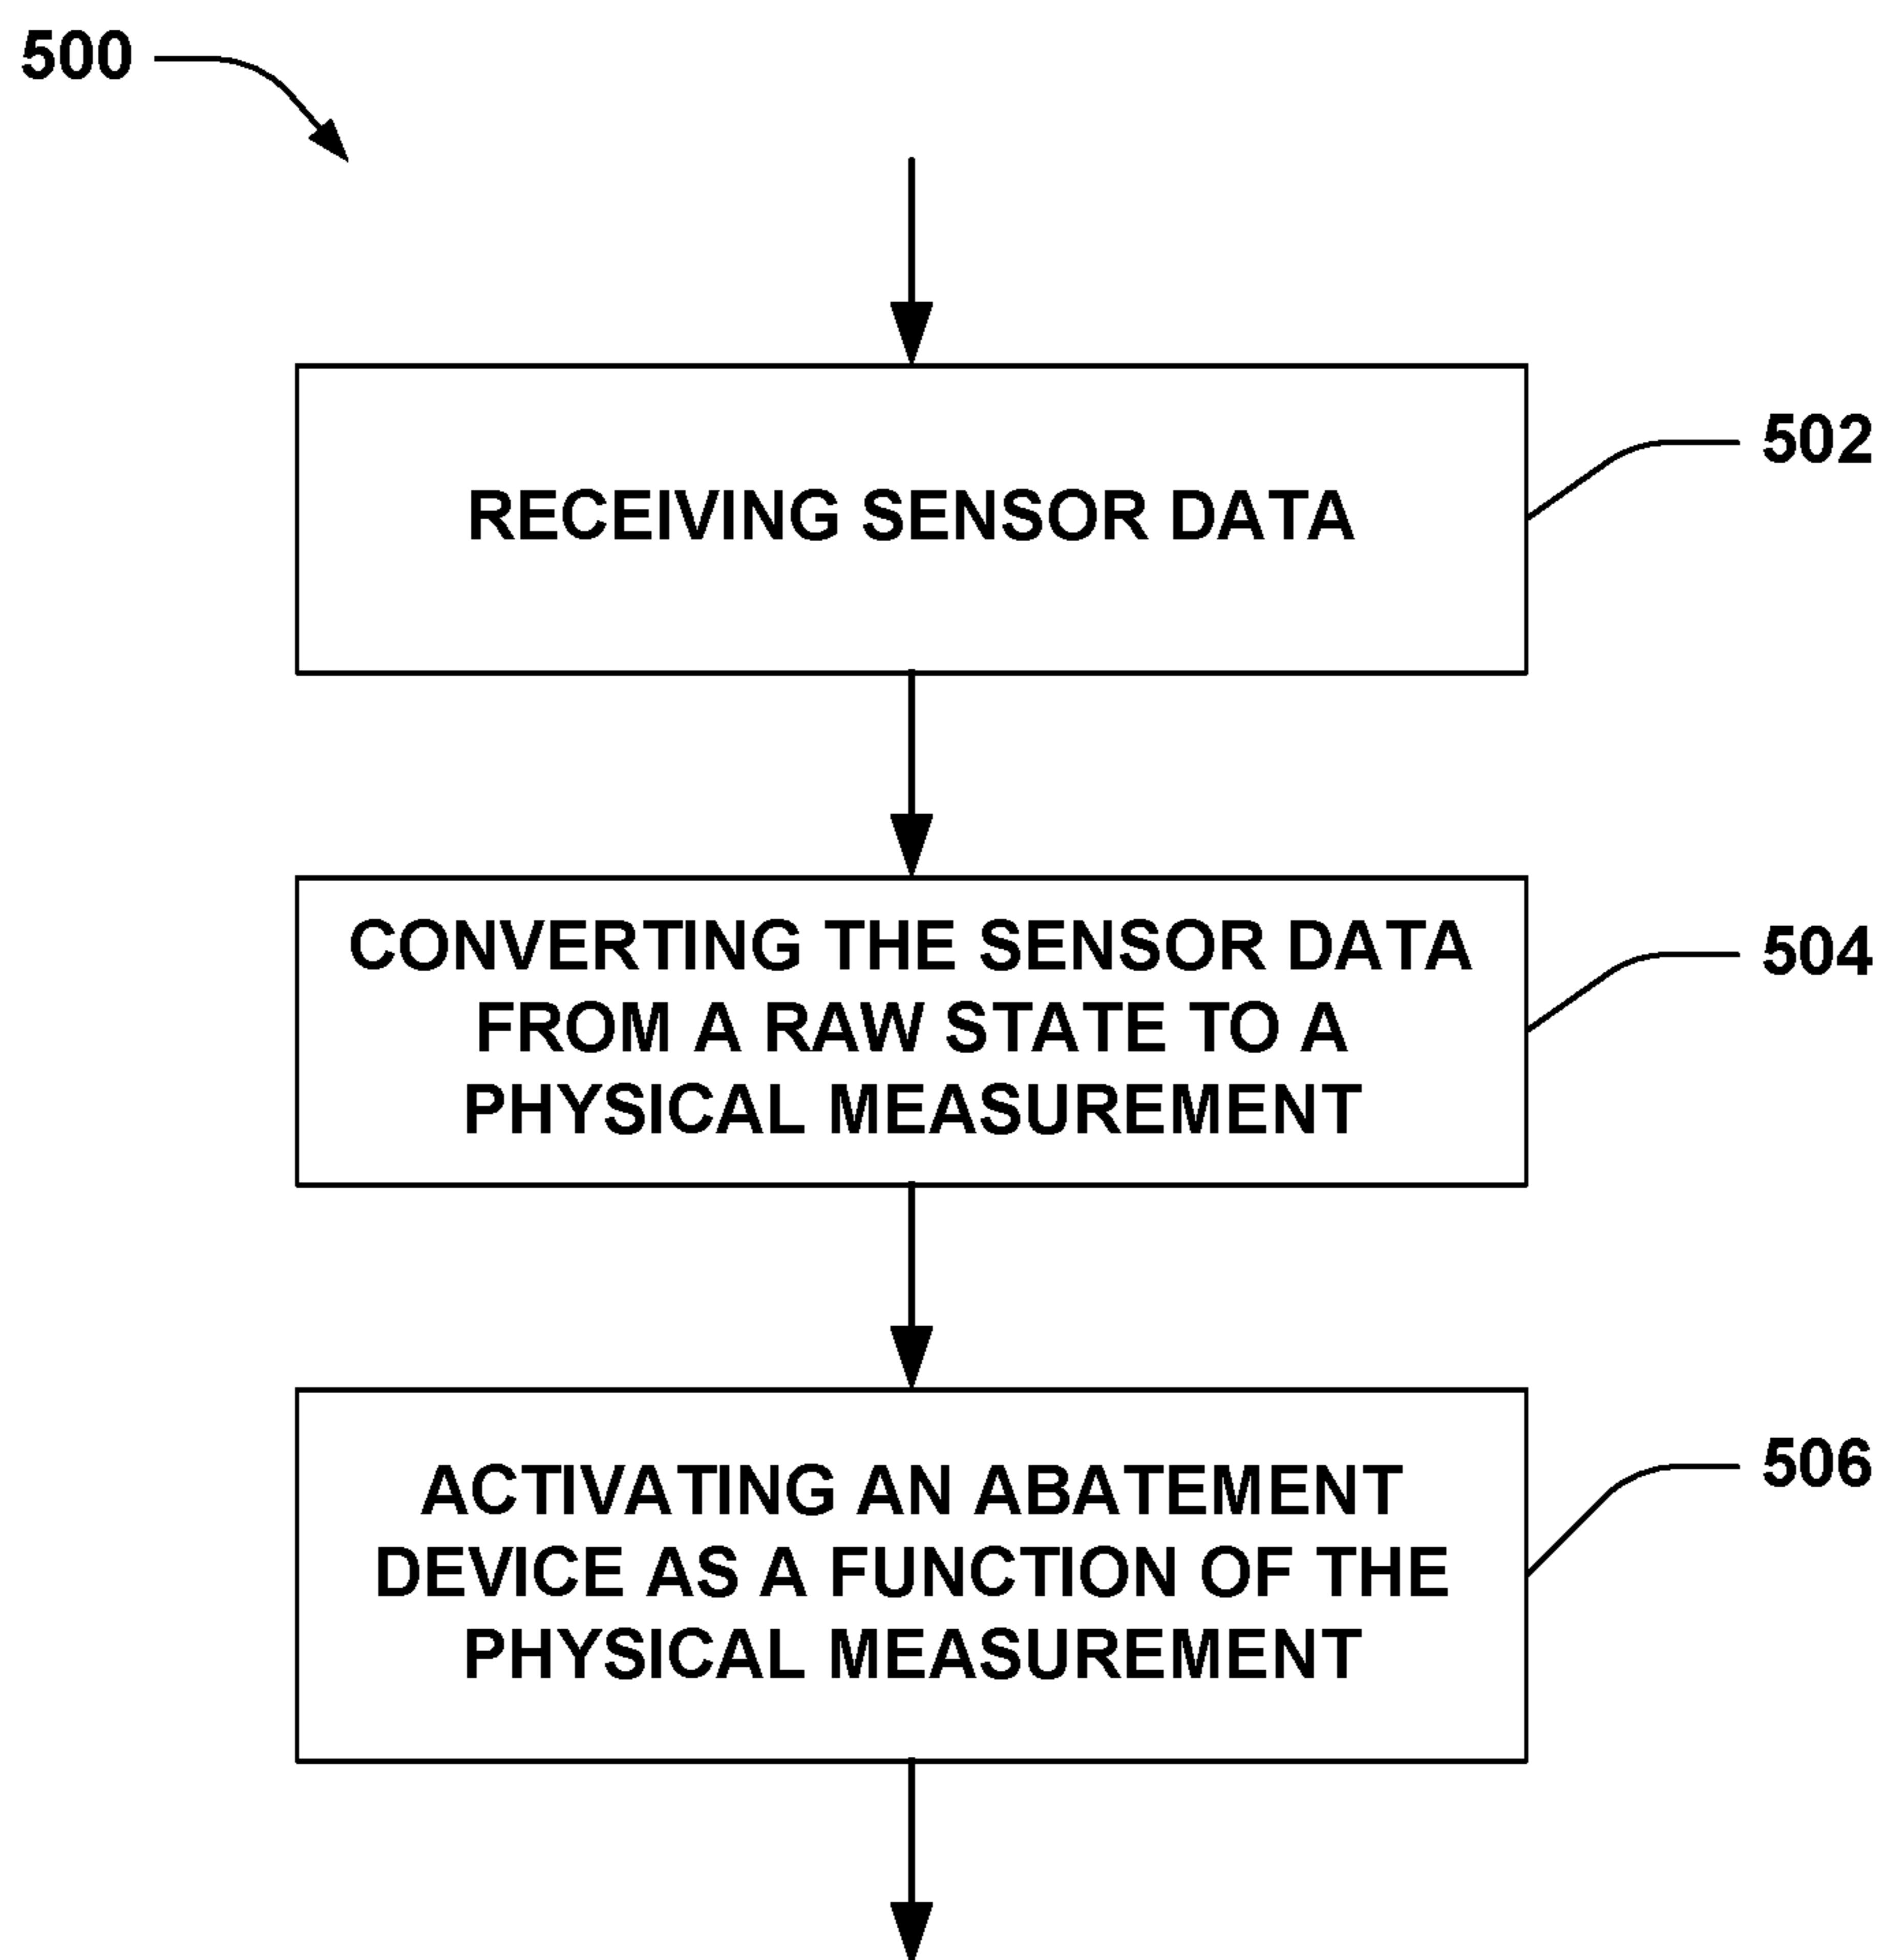 500
RECEIVING SENSOR DATA
502
CONVERTING THE SENSOR DATA
FROM A RAW STATE TO A
PHYSICAL MEASUREMENT
504
ACTIVATING AN ABATEMENT
DEVICE AS A FUNCTION OF THE
PHYSICAL MEASUREMENT
506